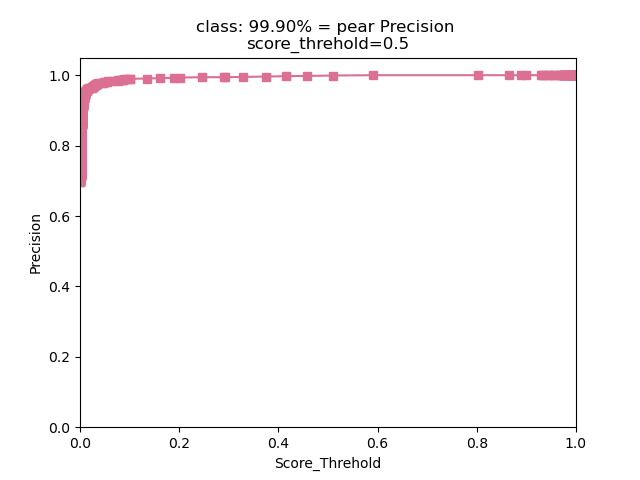 class: 99.90% = pear Precision
score_threhold=0.5
1.0
0.8
0.6
0.4
0.2
0.0
Precision
0.0 0.2 0.4 0.6 0.8 1.0
Score_Threhold